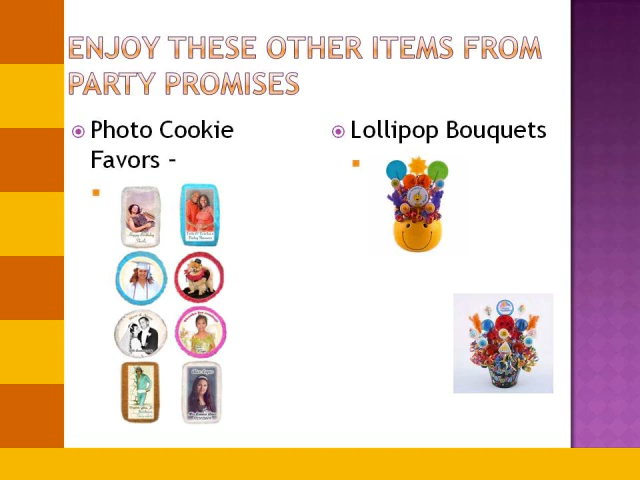 ENJOY THESE OTHER ITEMS FROM
PARTY PROMISES
Photo Cookie
Favors –
Lollipop Bouquets